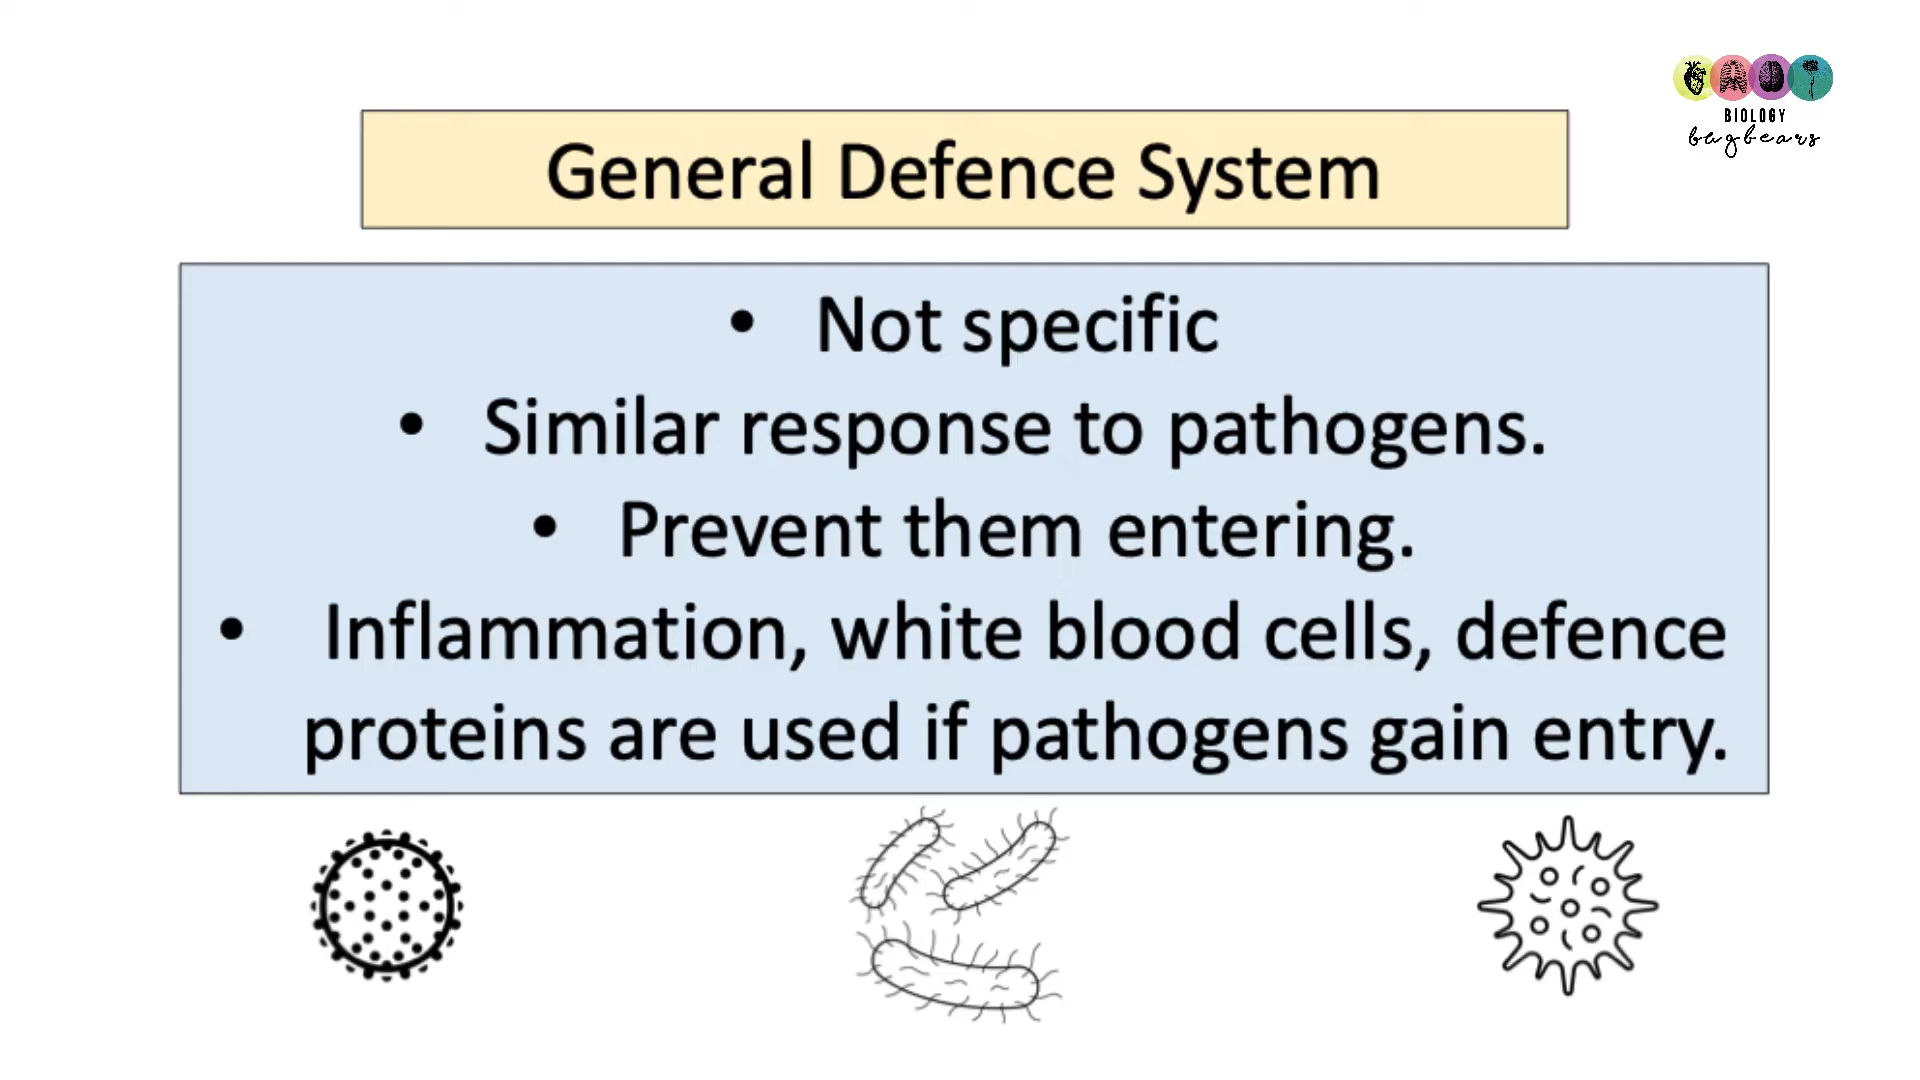 BIOLOGY
bugbears
General Defence System
• Not specific
• Similar response to pathogens.
• Prevent them entering.
• Inflammation, white blood cells, defence
proteins are used if pathogens gain entry.